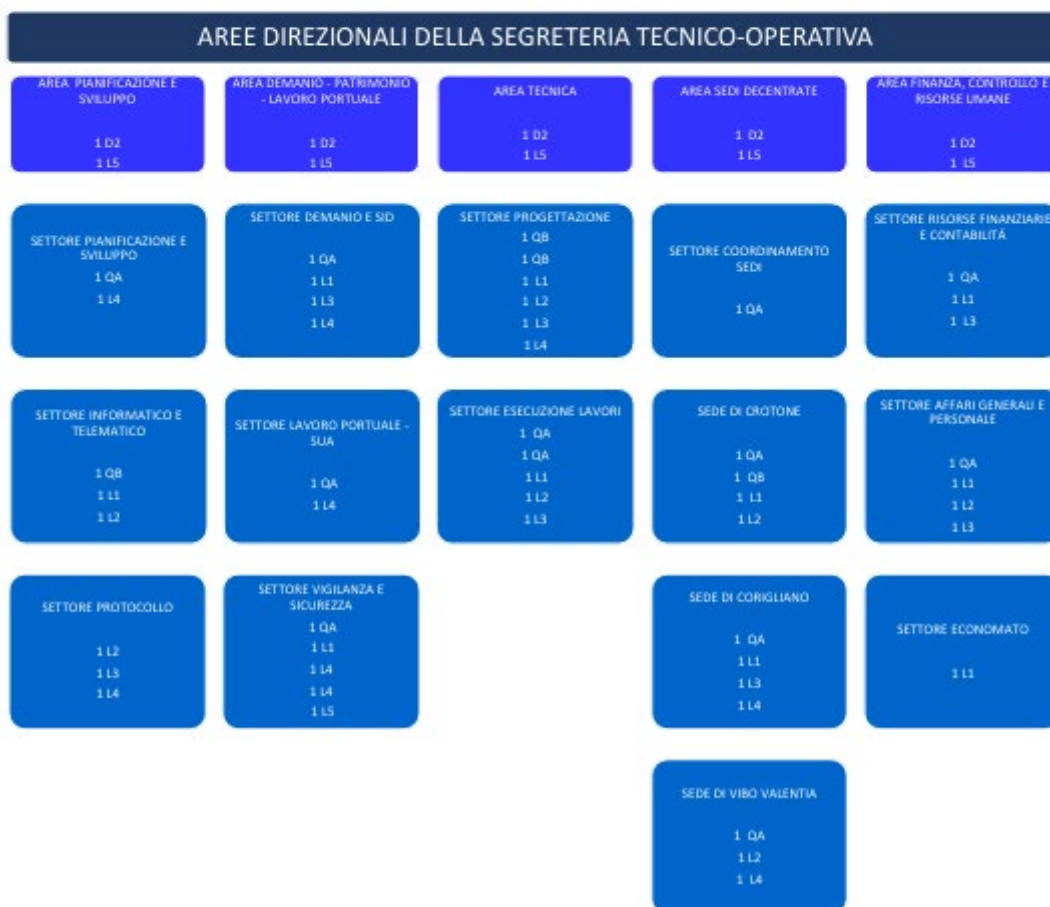 AREE DIREZIONALI DELLA SEGRETERIA TECNICO-OPERATIVA
AREA PIANIFICAZIONE E
SVILUPPO
1 D2
1 L5
AREA DEMANIO - PATRIMONIO
- LAVORO PORTUALE
1 D2
1 L5
AREA TECNICA
1 D2
1 L5
AREA SEDI DECENTRATE
1 D2
1 L5
AREA FINANZA, CONTROLLO E
RISORSE UMANE
1 D2
1 L5
SETTORE PIANIFICAZIONE E
SVILUPPO
1 QA
1 L4
SETTORE DEMANIO E SID
1 QA
1 L1
1 L3
1 L4
SETTORE PROGETTAZIONE
1 QB
1 QB
1 L1
1 L2
1 L3
1 L4
SETTORE COORDINAMENTO
SEDI
1 QA
SETTORE RISORSE FINANZIARIE
E CONTABILITÁ
1 QA
1 L1
1 L3
SETTORE INFORMATICO E
TELEMATICO
1 QB
1 L1
1 L2
SETTORE LAVORO PORTUALE -
SUA
1 QA
1 L4
SETTORE ESECUZIONE LAVORI
1 QA
1 QA
1 L1
1 L2
1 L3
SEDE DI CROTONE
1 QA
1 QB
1 L1
1 L2
SETTORE AFFARI GENERALI E
PERSONALE
1 QA
1 L1
1 L2
1 L3
SETTORE PROTOCOLLO
1 L2
1 L3
1 L4
SETTORE VIGILANZA E
SICUREZZA
1 QA
1 L1
1 L4
1 L4
1 L5
SEDE DI CORIGLIANO
1 QA
1 L1
1 L3
1 L4
SETTORE ECONOMATO
1 L1
SEDE DI VIBO VALENTIA
1 QA
1 L2
1 L4